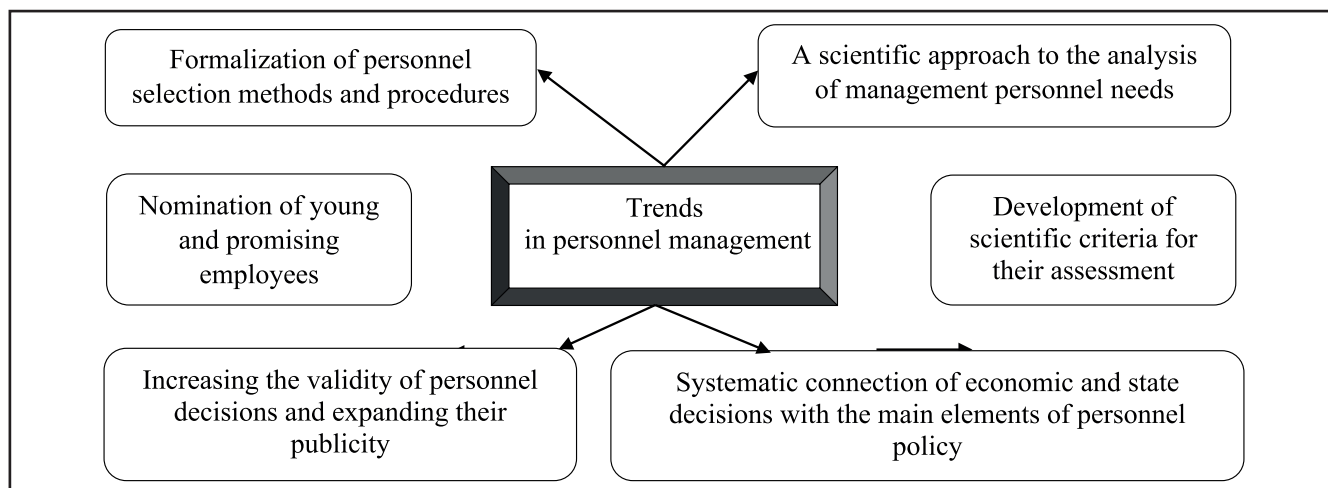 Formalization of personnel
selection methods and procedures
A scientific approach to the analysis
of management personnel needs
Nomination of young
and promising
employees
Trends
in personnel management
Development of
scientific criteria for
their assessment
Increasing the validity of personnel
decisions and expanding their
publicity
Systematic connection of economic and state
decisions with the main elements of personnel
policy